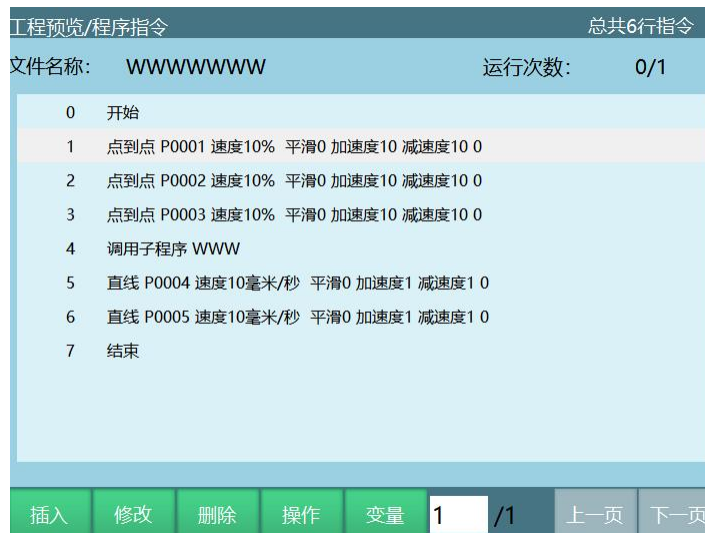 工程预览/程序指令 总共6行指令
文件名称: WWWWWWW 运行次数: 0/1
0 开始
1 点到点 P0001 速度10% 平滑0 加速度10 减速度10 0
2 点到点 P0002 速度10% 平滑0 加速度10 减速度10 0
3 点到点 P0003 速度10% 平滑0 加速度10 减速度10 0
4 调用子程序 WWW
5 直线 P0004 速度10毫米/秒 平滑0 加速度1 减速度1 0
6 直线 P0005 速度10毫米/秒 平滑0 加速度1 减速度1 0
7 结束
插入 修改 删除 操作 变量 1 /1 上一页 下一页